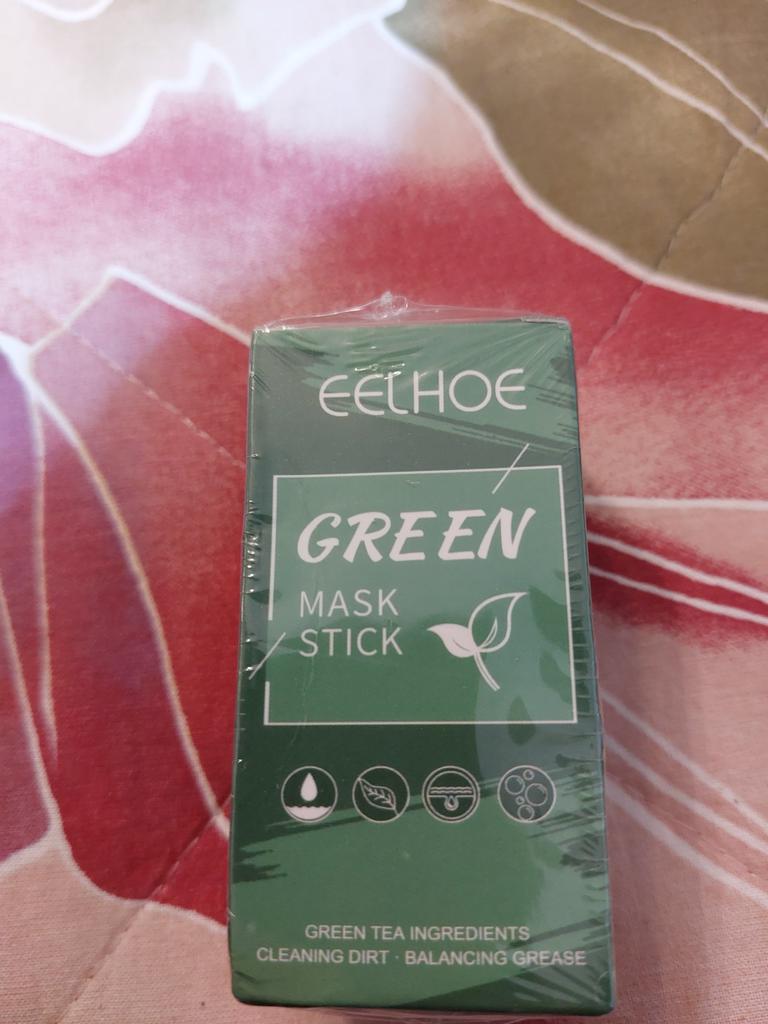 EELHOE
GREEN
MASK
STICK
GREEN TEA INGREDIENTS
CLEANING DIRT · BALANCING GREASE